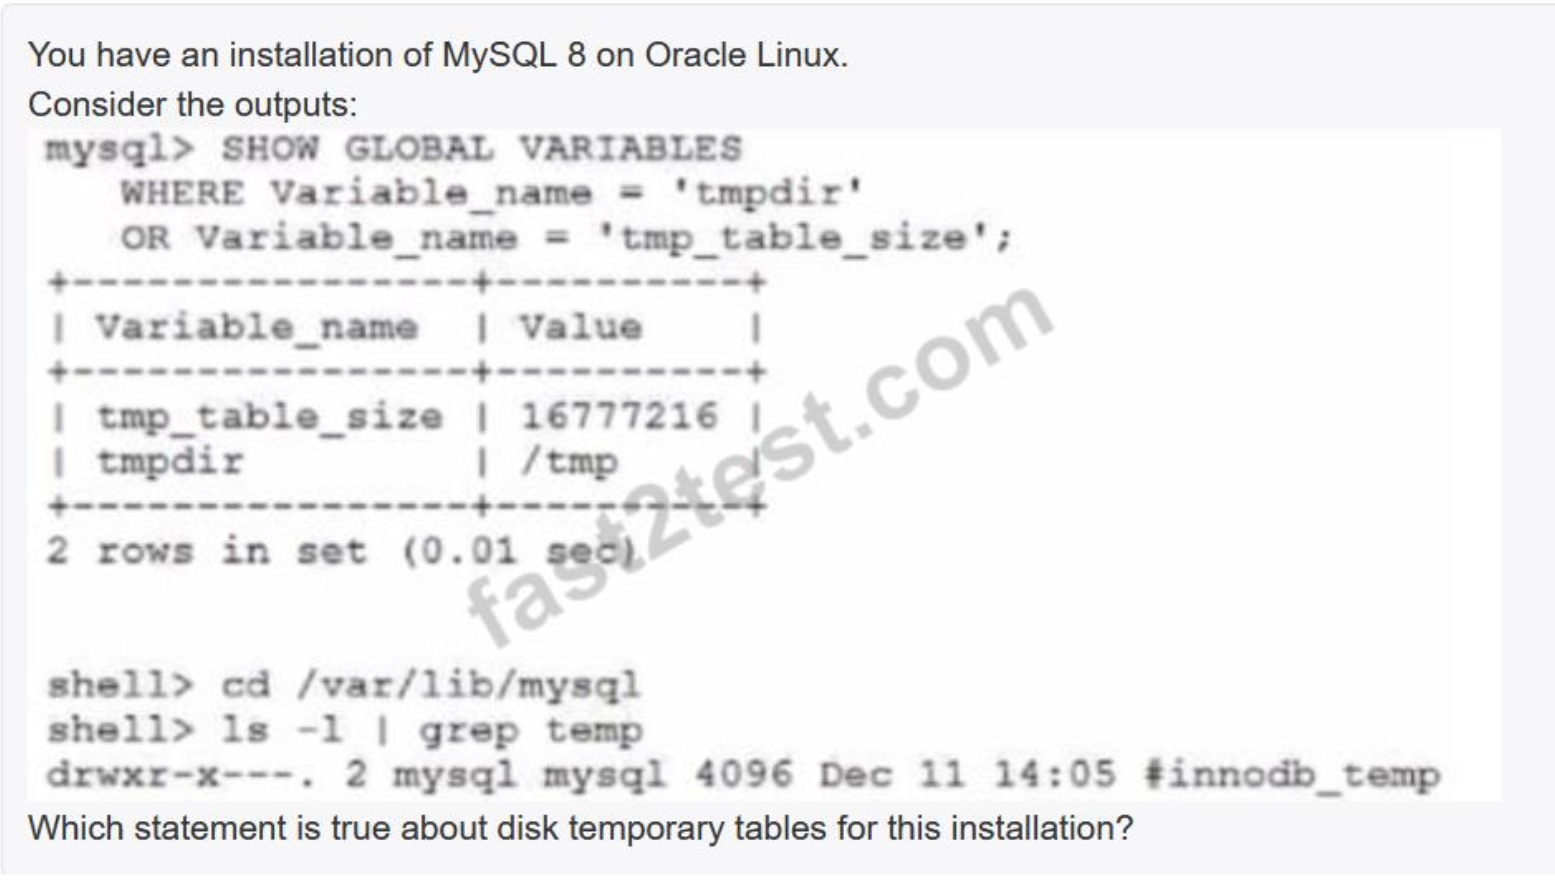 You have an installation of MySQL 8 on Oracle Linux.
Consider the outputs:
mysql> SHOW GLOBAL VARIABLES
WHERE Variable_name = 'tmpdir'
OR Variable_name = 'tmp_table_size';
+----------------+----------+
| Variable_name | Value |
+----------------+----------+
| tmp_table_size | 16777216 |
| tmpdir | /tmp |
+----------------+----------+
2 rows in set (0.01 sec)
fast2test.com
shell> cd /var/lib/mysql
shell> ls -l | grep temp
drwxr-x---. 2 mysql mysql 4096 Dec 11 14:05 #innodb_temp
Which statement is true about disk temporary tables for this installation?